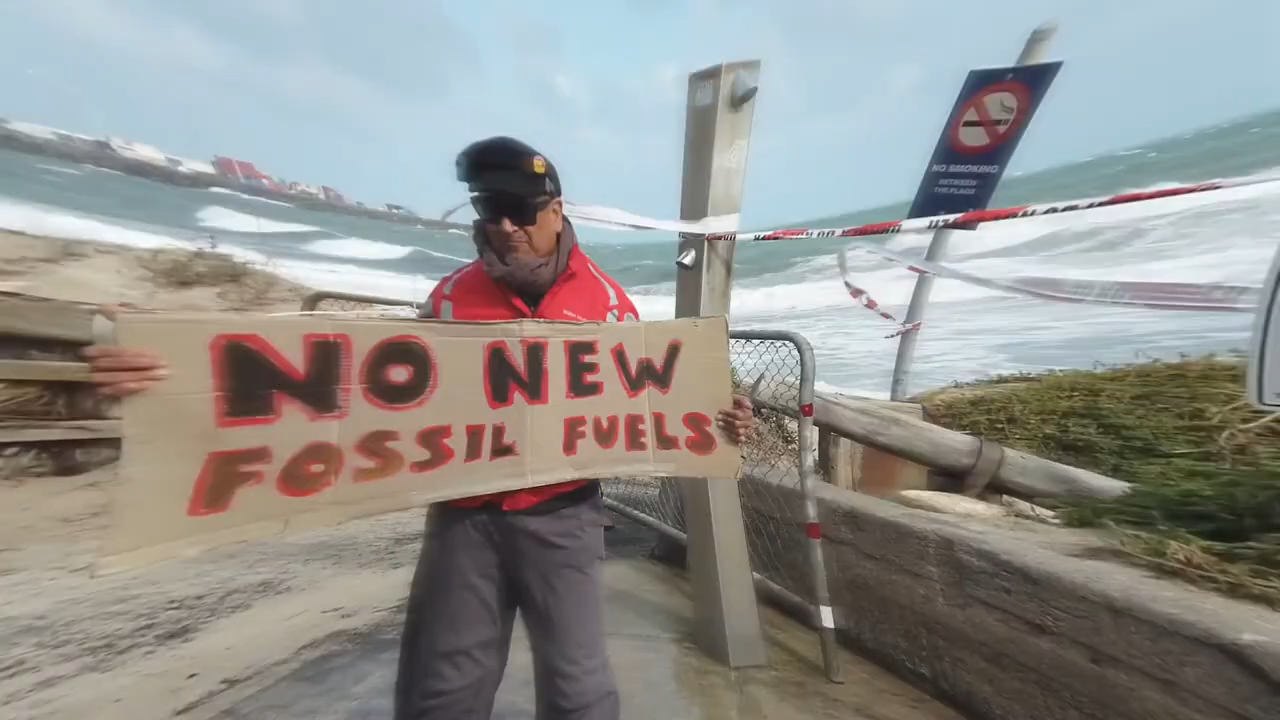 NO NEW
FOSSIL FUELS
NO SMOKING
BETWEEN
THE FLAGS